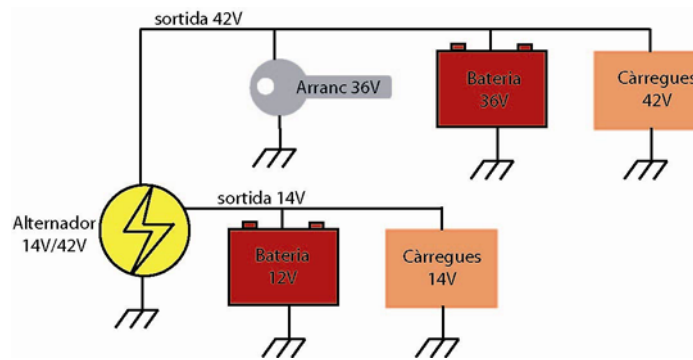 sortida 42V
Arranc 36V
Bateria
36V
Càrregues
42V
Alternador
14V/42V
sortida 14V
Bateria
12V
Càrregues
14V